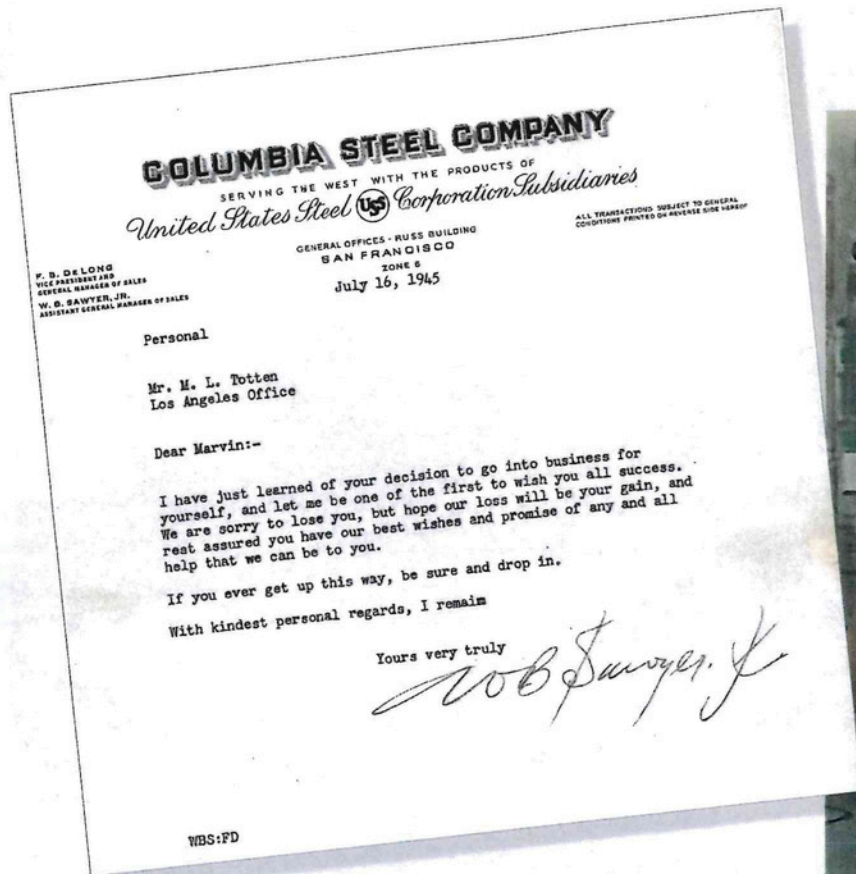 COLUMBIA STEEL COMPANY
SERVING THE WEST WITH THE PRODUCTS OF
United States Steel USS Corporation Subsidiaries
GENERAL OFFICES - RUSS BUILDING
SAN FRANCISCO
ZONE 6
ALL TRANSACTIONS SUBJECT TO GENERAL
CONDITIONS PRINTED ON REVERSE SIDE HEREOF
F. B. DELONG
VICE PRESIDENT AND
GENERAL MANAGER OF SALES
W. B. SAWYER, JR.
ASSISTANT GENERAL MANAGER OF SALES
July 16, 1945
Personal
Mr. M. L. Totten
Los Angeles Office
Dear Marvin:-
I have just learned of your decision to go into business for
yourself, and let me be one of the first to wish you all success.
We are sorry to lose you, but hope our loss will be your gain, and
rest assured you have our best wishes and promise of any and all
help that we can be to you.
If you ever get up this way, be sure and drop in.
With kindest personal regards, I remain
Yours very truly
WB Sawyer. Jr
WBS:FD